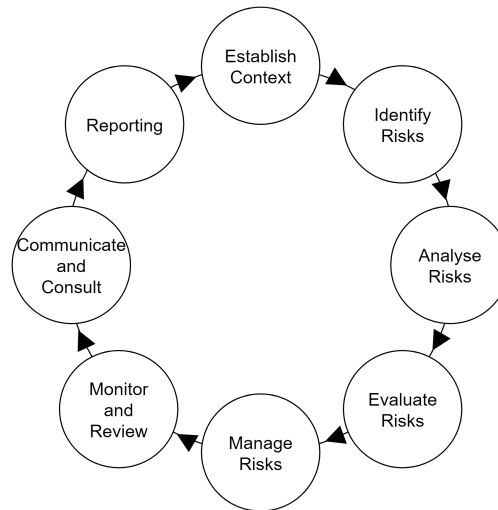 Establish
Context
Identify
Risks
Analyse
Risks
Evaluate
Risks
Manage
Risks
Monitor
and
Review
Communicate
and
Consult
Reporting